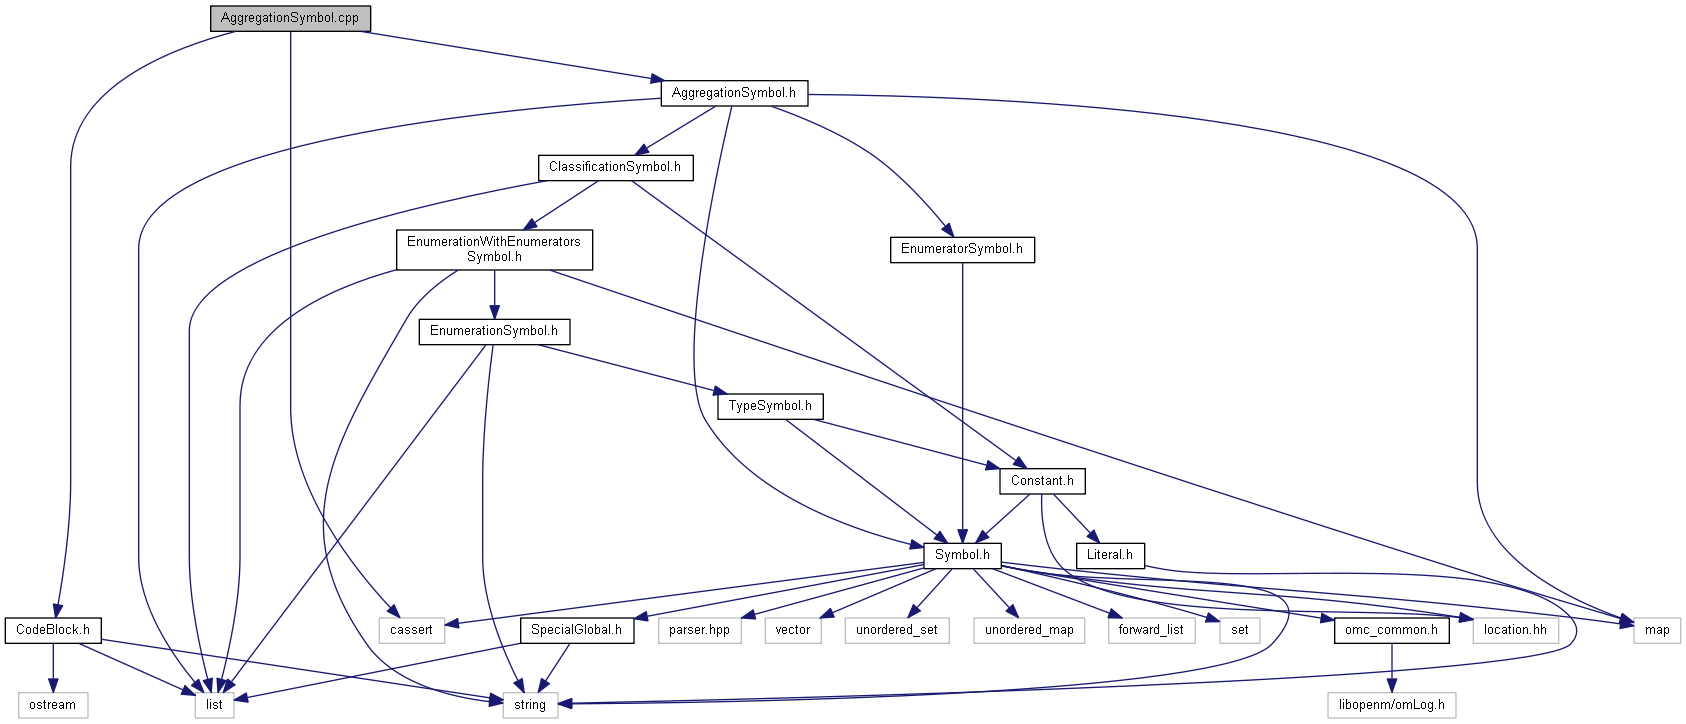 AggregationSymbol.cpp
AggregationSymbol.h
ClassificationSymbol.h
EnumerationWithEnumerators
Symbol.h
EnumeratorSymbol.h
EnumerationSymbol.h
TypeSymbol.h
Constant.h
Symbol.h
Literal.h
CodeBlock.h
cassert
SpecialGlobal.h
parser.hpp
vector
unordered_set
unordered_map
forward_list
set
omc_common.h
location.hh
map
ostream
list
string
libopenm/omLog.h